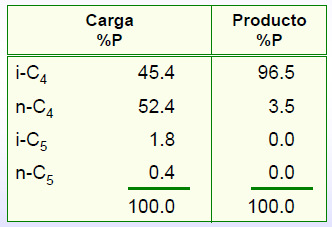 Carga Producto
%P %P
i-C4 45.4 96.5
n-C4 52.4 3.5
i-C5 1.8 0.0
n-C5 0.4 0.0
100.0 100.0